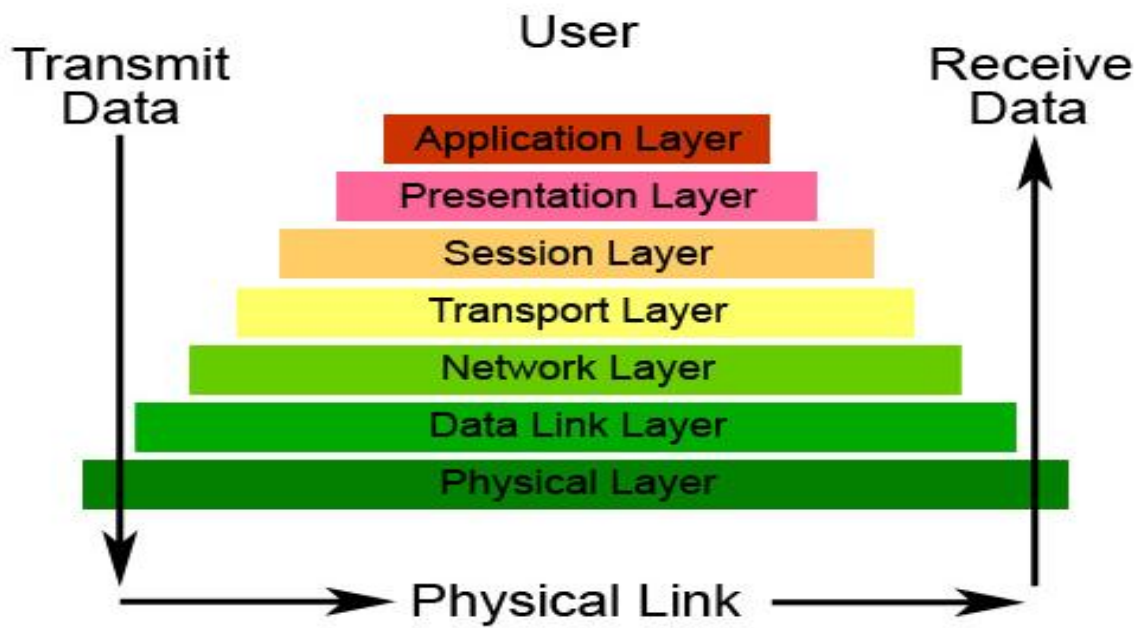 User
Transmit
Data
Receive
Data
Application Layer
Presentation Layer
Session Layer
Transport Layer
Network Layer
Data Link Layer
Physical Layer
Physical Link